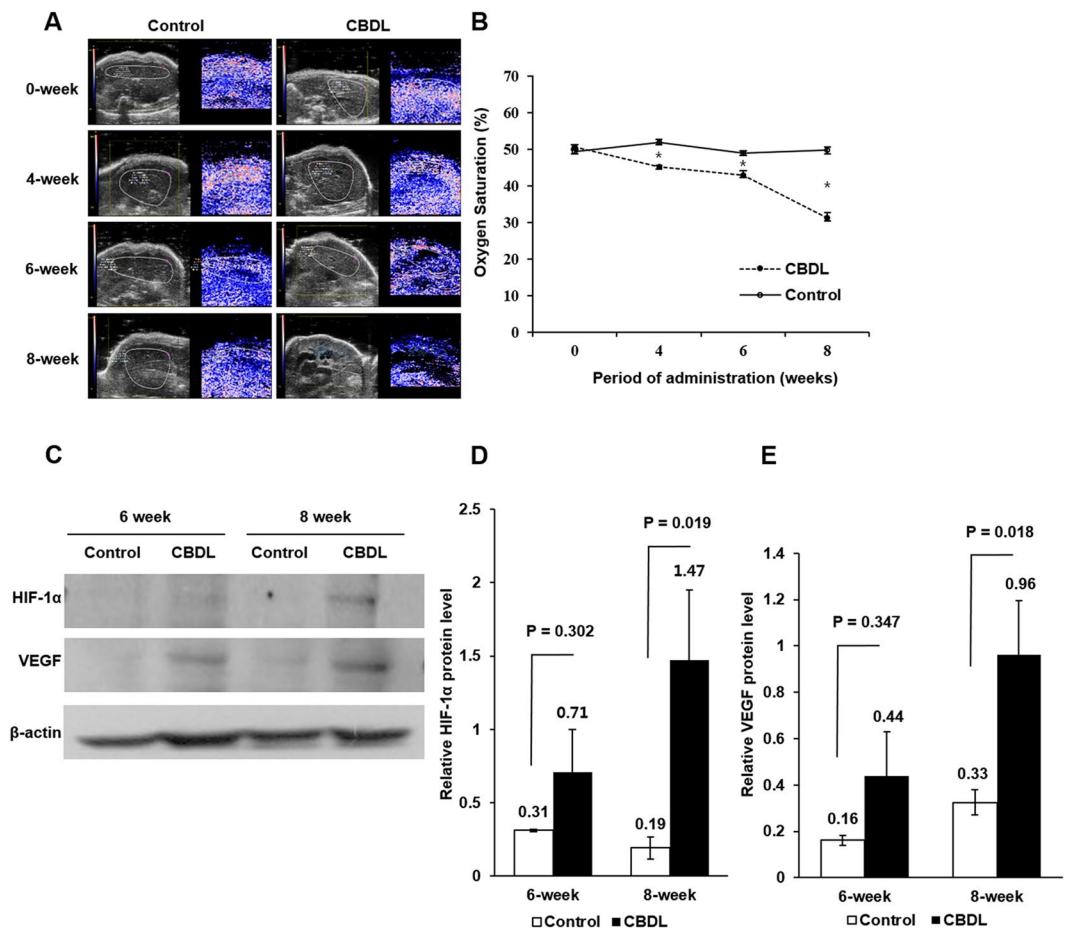 A
Control
CBDL
0-week
4-week
6-week
8-week
B
Oxygen Saturation (%)
70
60
50
40
30
20
10
0
*
*
*
CBDL
Control
0
4
6
8
Period of administration (weeks)
C
6 week
8 week
Control
CBDL
Control
CBDL
HIF-1α
VEGF
β-actin
D
Relative HIF-1α protein level
2.5
2
1.5
1
0.5
0
P = 0.302
P = 0.019
0.31
0.71
0.19
1.47
6-week
8-week
Control
CBDL
E
Relative VEGF protein level
1.4
1.2
1
0.8
0.6
0.4
0.2
0
P = 0.347
P = 0.018
0.16
0.44
0.33
0.96
6-week
8-week
Control
CBDL